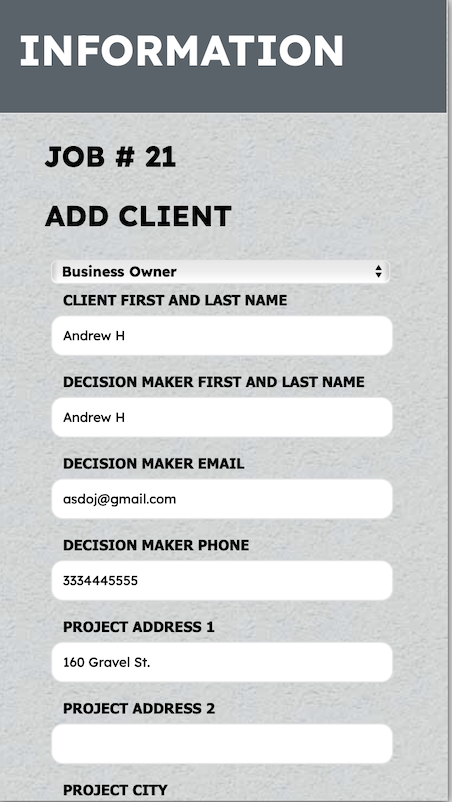 INFORMATION
JOB # 21
ADD CLIENT
Business Owner
CLIENT FIRST AND LAST NAME
Andrew H
DECISION MAKER FIRST AND LAST NAME
Andrew H
DECISION MAKER EMAIL
asdoj@gmail.com
DECISION MAKER PHONE
3334445555
PROJECT ADDRESS 1
160 Gravel St.
PROJECT ADDRESS 2
PROJECT CITY